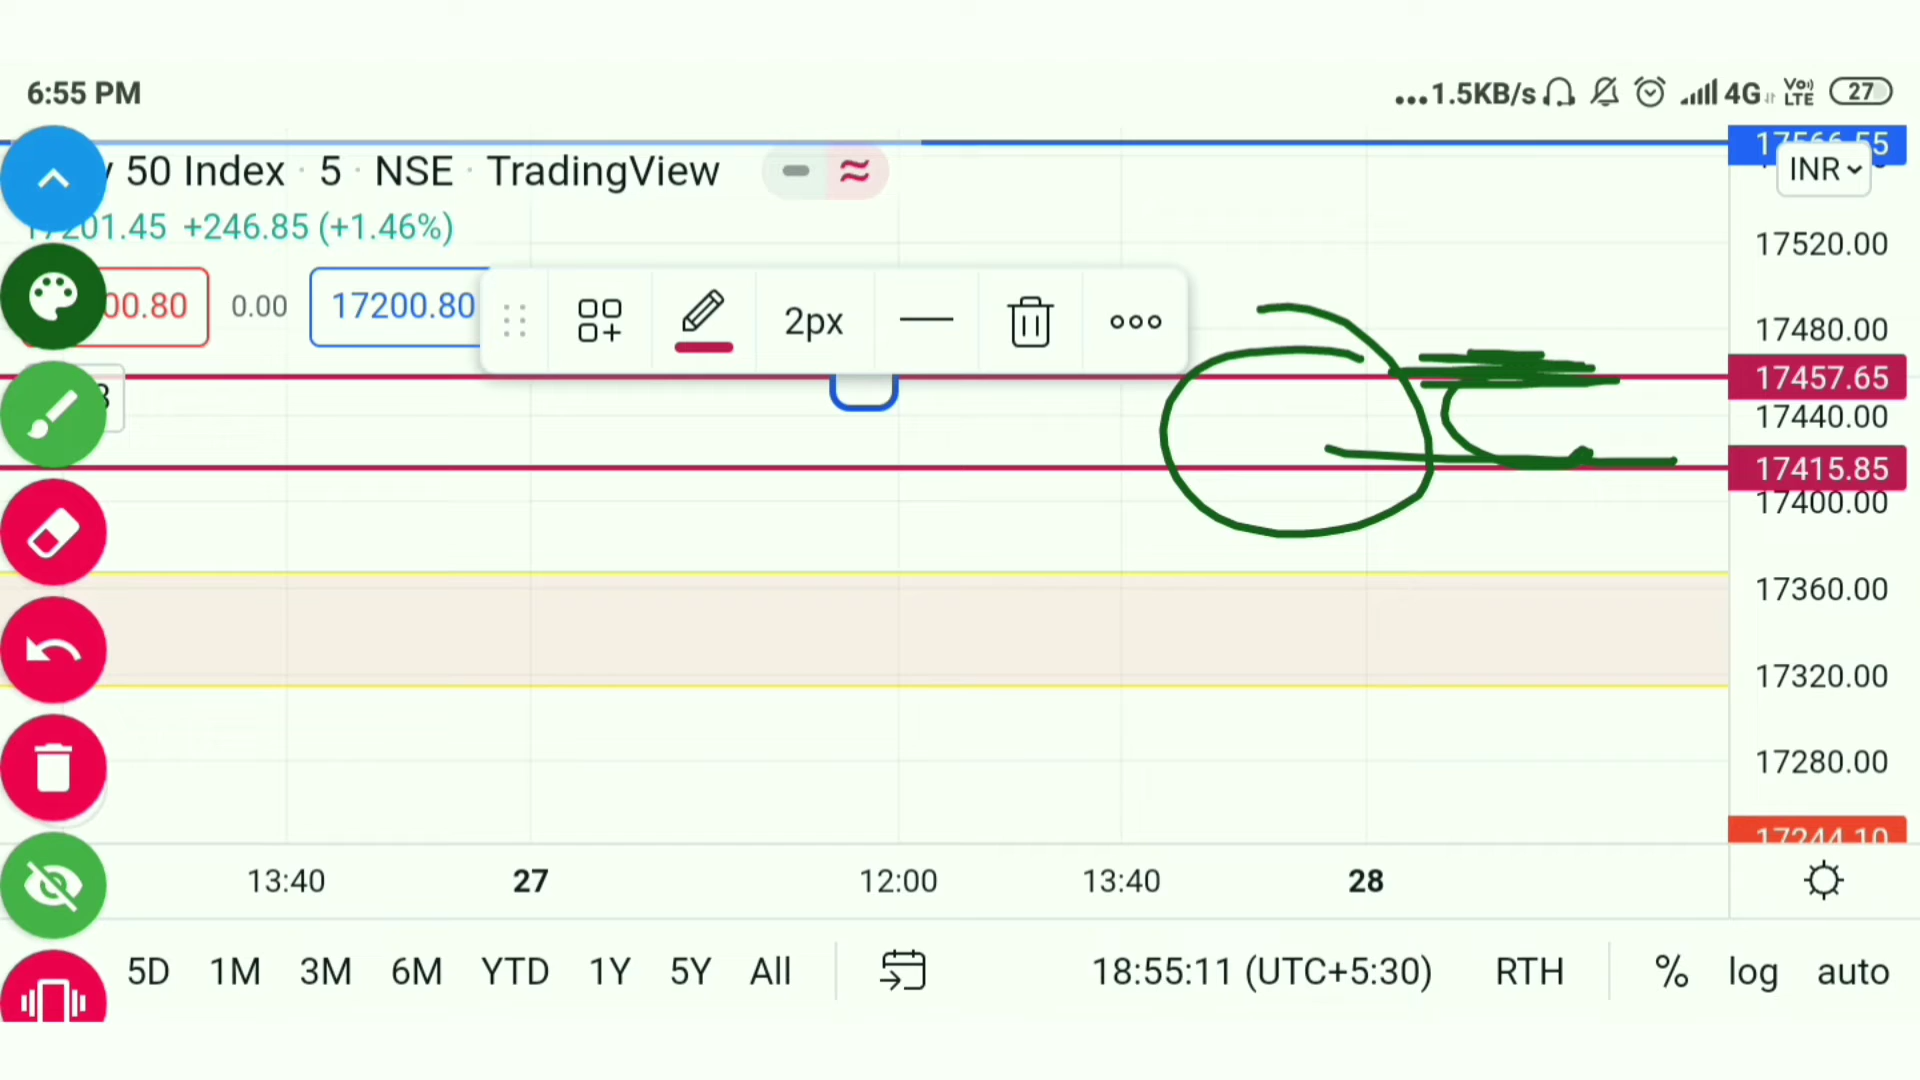 6:55 PM
...1.5KB/s 4G VoLTE 27
50 Index · 5 · NSE · TradingView
17201.45 +246.85 (+1.46%)
00.80 0.00 17200.80
2px
17566.55
INR
17520.00
17480.00
17457.65
17440.00
17415.85
17400.00
17360.00
17320.00
17280.00
17244.10
13:40 27 12:00 13:40 28
5D 1M 3M 6M YTD 1Y 5Y All
18:55:11 (UTC+5:30) RTH % log auto